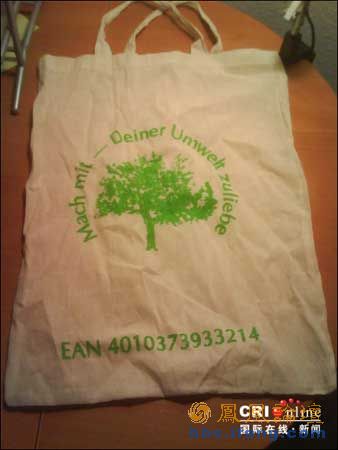 Mach mit — Deiner Umwelt zuliebe
EAN 4010373933214
CRI Online
国际在线·新闻